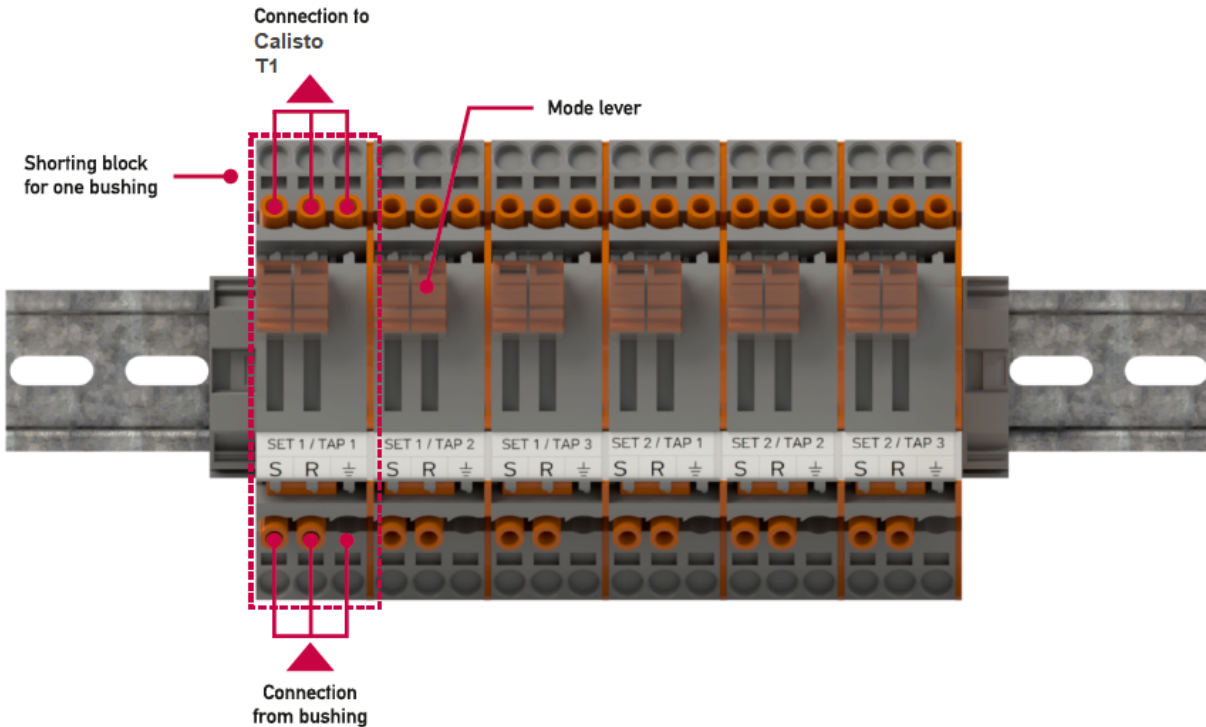 Connection to
Calisto
T1
Mode lever
Shorting block
for one bushing
SET 1 / TAP 1
SET 1 / TAP 2
SET 1 / TAP 3
SET 2 / TAP 1
SET 2 / TAP 2
SET 2 / TAP 3
S R ⏚
S R ⏚
S R ⏚
S R ⏚
S R ⏚
S R ⏚
Connection
from bushing